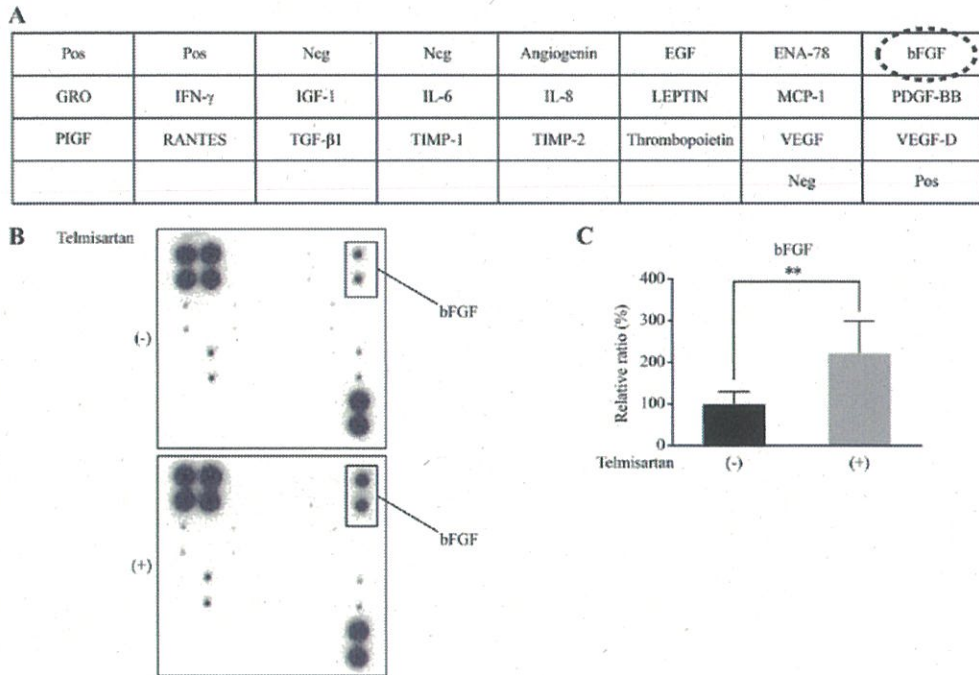 A
Pos Pos Neg Neg Angiogenin EGF ENA-78 bFGF
GRO IFN-γ IGF-1 IL-6 IL-8 LEPTIN MCP-1 PDGF-BB
PIGF RANTES TGF-β1 TIMP-1 TIMP-2 Thrombopoietin VEGF VEGF-D
Neg Pos
B
Telmisartan
(-)
bFGF
(+)
bFGF
C
bFGF
**
Relative ratio (%)
400
300
200
100
0
Telmisartan (-) (+)